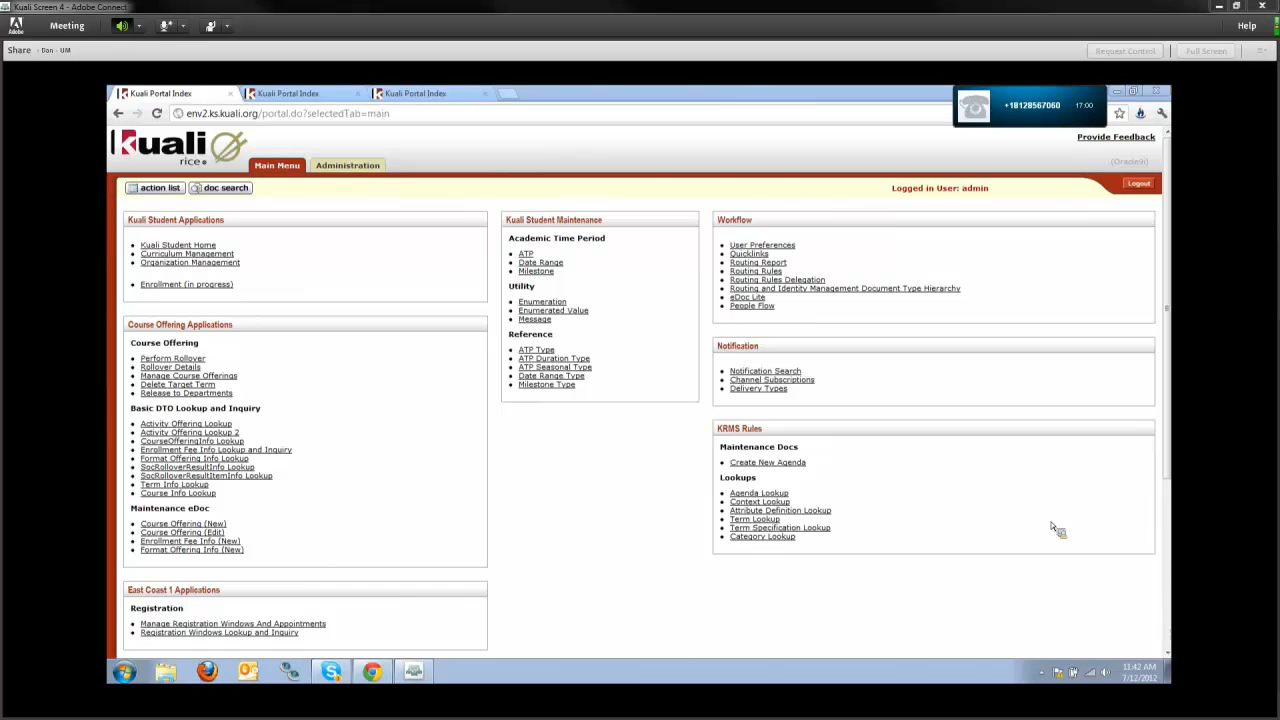 Kuali Screen 4 - Adobe Connect
Meeting
Help
Share Don - UM
Request Control
Full Screen
Kuali Portal Index
Kuali Portal Index
Kuali Portal Index
+18128567060 17:00
env2.ks.kuali.org/portal.do?selectedTab=main
Provide Feedback
kuali
rice
(Oracle9i)
Main Menu
Administration
action list
doc search
Logged in User: admin
Logout
Kuali Student Applications
Kuali Student Home
Curriculum Management
Organization Management
Enrollment (in progress)
Course Offering Applications
Course Offering
Perform Rollover
Rollover Details
Manage Course Offerings
Delete Target Term
Release to Departments
Basic DTO Lookup and Inquiry
Activity Offering Lookup
Activity Offering Lookup 2
CourseOfferingInfo Lookup
Enrollment Fee Info Lookup and Inquiry
Format Offering Info Lookup
SocRolloverResultInfo Lookup
SocRolloverResultItemInfo Lookup
Term Info Lookup
Course Info Lookup
Maintenance eDoc
Course Offering (New)
Course Offering (Edit)
Enrollment Fee Info (New)
Format Offering Info (New)
East Coast 1 Applications
Registration
Manage Registration Windows And Appointments
Registration Windows Lookup and Inquiry
Kuali Student Maintenance
Academic Time Period
ATP
Date Range
Milestone
Utility
Enumeration
Enumerated Value
Message
Reference
ATP Type
ATP Duration Type
ATP Seasonal Type
Date Range Type
Milestone Type
Workflow
User Preferences
Quicklinks
Routing Report
Routing Rules
Routing Rules Delegation
Routing and Identity Management Document Type Hierarchy
eDoc Lite
People Flow
Notification
Notification Search
Channel Subscriptions
Delivery Types
KRMS Rules
Maintenance Docs
Create New Agenda
Lookups
Agenda Lookup
Context Lookup
Attribute Definition Lookup
Term Lookup
Term Specification Lookup
Category Lookup
11:42 AM
7/12/2012